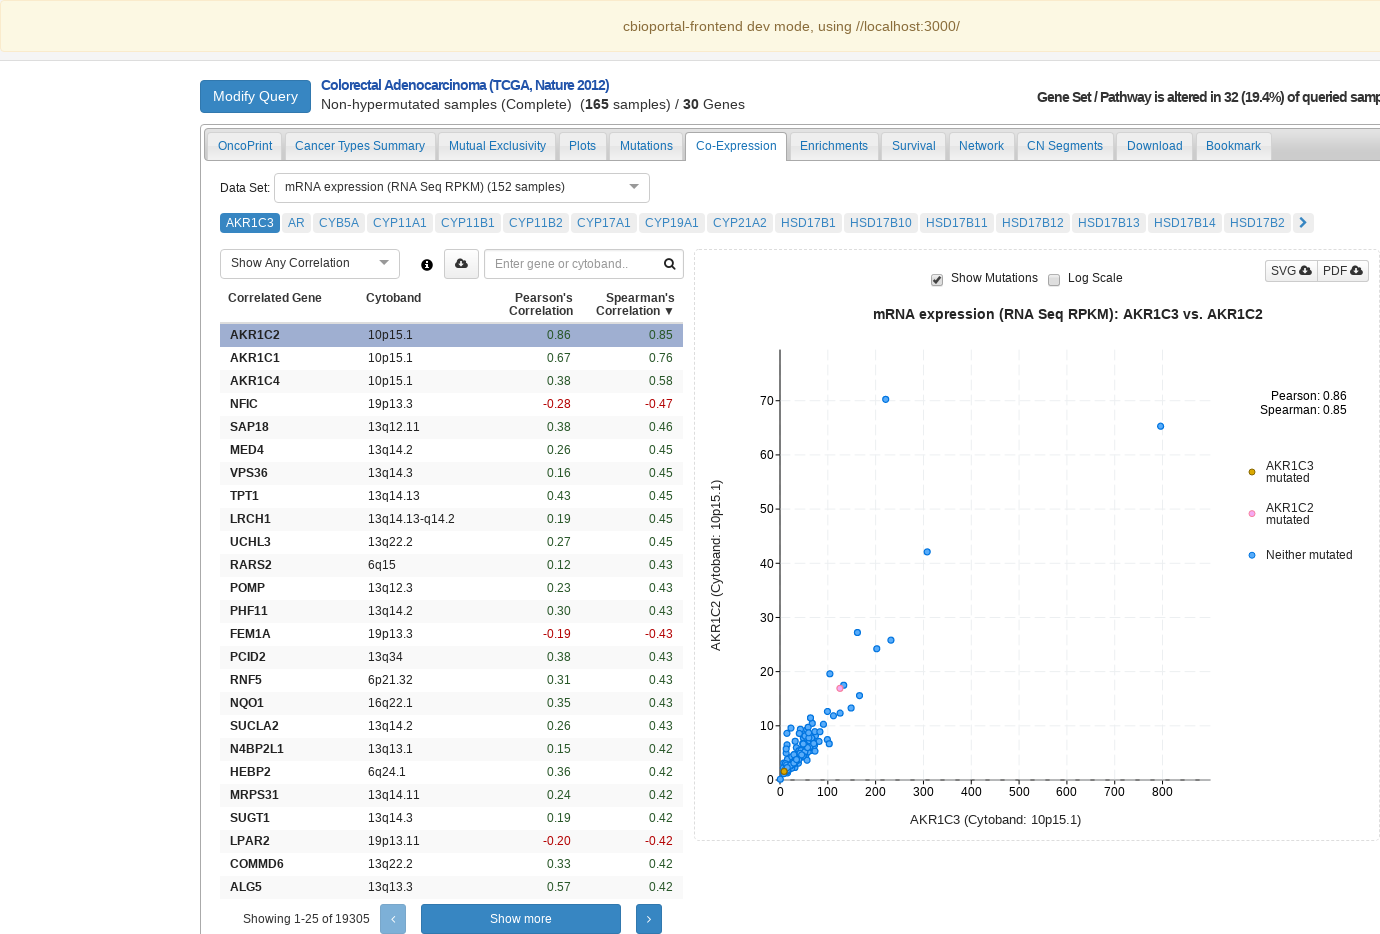 cbioportal-frontend dev mode, using //localhost:3000/
Modify Query
Colorectal Adenocarcinoma (TCGA, Nature 2012)
Non-hypermutated samples (Complete) (165 samples) / 30 Genes
Gene Set / Pathway is altered in 32 (19.4%) of queried samp
OncoPrint Cancer Types Summary Mutual Exclusivity Plots Mutations Co-Expression Enrichments Survival Network CN Segments Download Bookmark
Data Set: mRNA expression (RNA Seq RPKM) (152 samples)
AKR1C3 AR CYB5A CYP11A1 CYP11B1 CYP11B2 CYP17A1 CYP19A1 CYP21A2 HSD17B1 HSD17B10 HSD17B11 HSD17B12 HSD17B13 HSD17B14 HSD17B2
Show Any Correlation Enter gene or cytoband..
Correlated Gene Cytoband Pearson's Correlation Spearman's Correlation ▼
AKR1C2 10p15.1 0.86 0.85
AKR1C1 10p15.1 0.67 0.76
AKR1C4 10p15.1 0.38 0.58
NFIC 19p13.3 -0.28 -0.47
SAP18 13q12.11 0.38 0.46
MED4 13q14.2 0.26 0.45
VPS36 13q14.3 0.16 0.45
TPT1 13q14.13 0.43 0.45
LRCH1 13q14.13-q14.2 0.19 0.45
UCHL3 13q22.2 0.27 0.45
RARS2 6q15 0.12 0.43
POMP 13q12.3 0.23 0.43
PHF11 13q14.2 0.30 0.43
FEM1A 19p13.3 -0.19 -0.43
PCID2 13q34 0.38 0.43
RNF5 6p21.32 0.31 0.43
NQO1 16q22.1 0.35 0.43
SUCLA2 13q14.2 0.26 0.43
N4BP2L1 13q13.1 0.15 0.42
HEBP2 6q24.1 0.36 0.42
MRPS31 13q14.11 0.24 0.42
SUGT1 13q14.3 0.19 0.42
LPAR2 19p13.11 -0.20 -0.42
COMMD6 13q22.2 0.33 0.42
ALG5 13q13.3 0.57 0.42
Showing 1-25 of 19305 ‹ Show more ›
Show Mutations Log Scale
SVG PDF
mRNA expression (RNA Seq RPKM): AKR1C3 vs. AKR1C2
Pearson: 0.86
Spearman: 0.85
AKR1C3
mutated
AKR1C2
mutated
Neither mutated
AKR1C2 (Cytoband: 10p15.1)
70
60
50
40
30
20
10
0
0 100 200 300 400 500 600 700 800
AKR1C3 (Cytoband: 10p15.1)